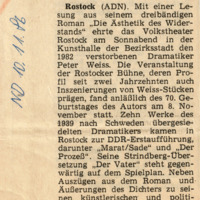 ND 10.11.86
Rostock (ADN). Mit einer Le-
sung aus seinem dreibändigen
Roman „Die Ästhetik des Wider-
stands“ ehrte das Volkstheater
Rostock am Sonnabend in der
Kunsthalle der Bezirksstadt den
1982 verstorbenen Dramatiker
Peter Weiss. Die Veranstaltung
der Rostocker Bühne, deren Pro-
fil seit zwei Jahrzehnten auch
Inszenierungen von Weiss-Stücken
prägen, fand anläßlich des 70. Ge-
burtstages des Autors am 8. No-
vember statt. Zehn Werke des
1939 nach Schweden übergesie-
delten Dramatikers kamen in
Rostock zur DDR-Erstaufführung,
darunter „Marat/Sade“ und „Der
Prozeß“. Seine Strindberg-Über-
setzung „Der Vater“ steht gegen-
wärtig auf dem Spielplan. Neben
Auszügen aus dem Roman und
Äußerungen des Dichters zu sei-
nen künstlerischen und politi-